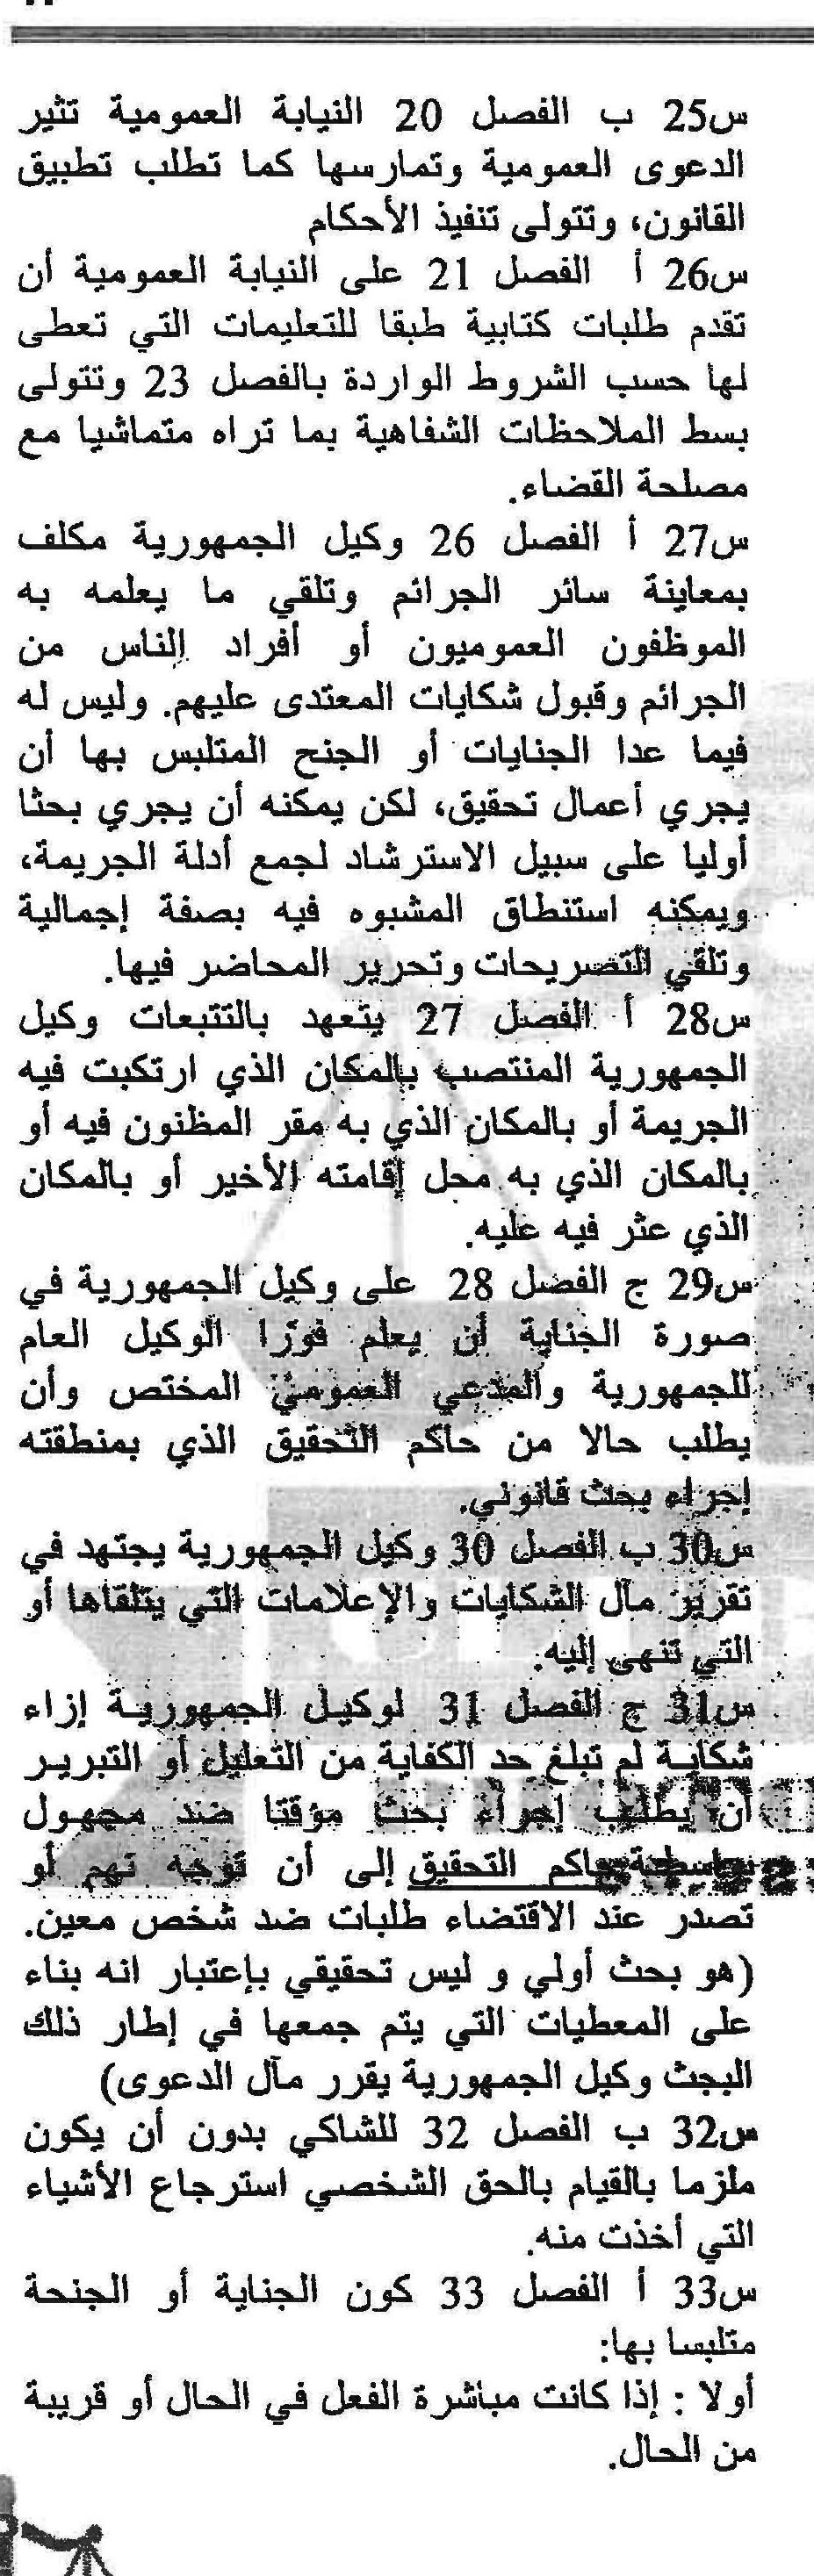 س25 ب الفصل 20 النيابة العمومية تثير
الدعوى العمومية وتمارسها كما تطلب تطبيق
القانون، وتتولى تنفيذ الأحكام
س26 أ الفصل 21 على النيابة العمومية أن
تقدم طلبات كتابية طبقا للتعليمات التي تعطى
لها حسب الشروط الواردة بالفصل 23 وتتولى
بسط الملاحظات الشفاهية بما تراه متماشيا مع
مصلحة القضاء.
س27 أ الفصل 26 وكيل الجمهورية مكلف
بمعاينة سائر الجرائم وتلقي ما يعلمه به
الموظفون العموميون أو أفراد الناس من
الجرائم وقبول شكايات المعتدى عليهم. وليس له
فيما عدا الجنايات أو الجنح المتلبس بها أن
يجري أعمال تحقيق، لكن يمكنه أن يجري بحثا
أوليا على سبيل الاسترشاد لجمع أدلة الجريمة،
ويمكنه استنطاق المشبوه فيه بصفة إجمالية
وتلقي التصريحات وتحرير المحاضر فيها.
س28 أ الفصل 27 يتعهد بالتتبعات وكيل
الجمهورية المنتصب بالمكان الذي ارتكبت فيه
الجريمة أو بالمكان الذي به مقر المظنون فيه أو
بالمكان الذي به محل إقامته الأخير أو بالمكان
الذي عثر فيه عليه.
س29 ج الفصل 28 على وكيل الجمهورية في
صورة الجناية أن يعلم فورا الوكيل العام
للجمهورية والمدعي العمومي المختص وأن
يطلب حالا من حاكم التحقيق الذي بمنطقته
إجراء بحث قانوني.
س30 ب الفصل 30 وكيل الجمهورية يجتهد في
تقرير مآل الشكايات والإعلامات التي يتلقاها أو
التي تنهى إليه.
س31 ج الفصل 31 لوكيل الجمهورية إزاء
شكاية لم تبلغ حد الكفاية من التعليل أو التبرير
أن يطلب إجراء بحث مؤقتا ضد مجهول
بواسطة حاكم التحقيق إلى أن توجه تهم أو
تصدر عند الاقتضاء طلبات ضد شخص معين.
(هو بحث أولي و ليس تحقيقي بإعتبار انه بناء
على المعطيات التي يتم جمعها في إطار ذلك
البحث وكيل الجمهورية يقرر مآل الدعوى)
س32 ب الفصل 32 للشاكي بدون أن يكون
ملزما بالقيام بالحق الشخصي استرجاع الأشياء
التي أخذت منه.
س33 أ الفصل 33 كون الجناية أو الجنحة
متلبسا بها:
أولا : إذا كانت مباشرة الفعل في الحال أو قريبة
من الحال.